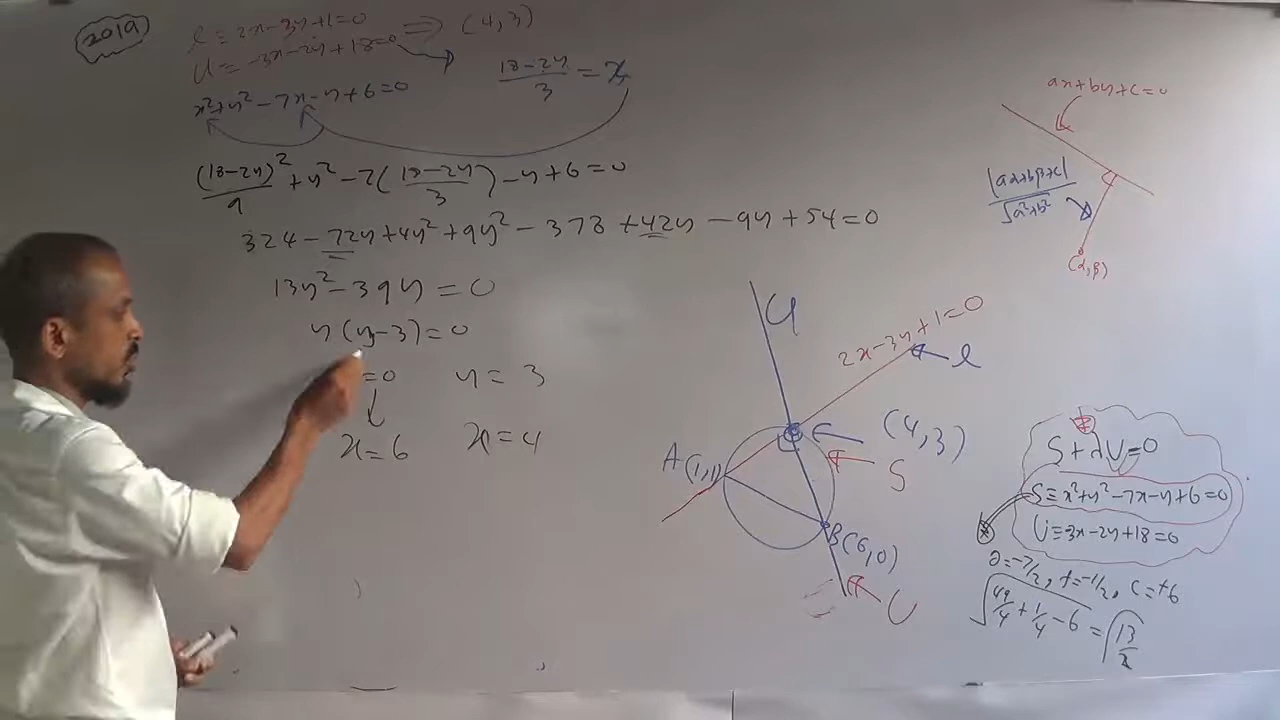 2019
l ≡ 2x-3y+1=0 ⟹ (4,3)
U ≡ -3x-2y+18=0
(18-2y)/3 = x
x²+y²-7x-y+6=0
(18-2y)²/9 + y² - 7((18-2y)/3) - y + 6 = 0
324 - 72y + 4y² + 9y² - 378 + 42y - 9y + 54 = 0
13y² - 39y = 0
y(y-3) = 0
=0 y = 3
x = 6 x = 4
ax+by+c=0
|aα+bβ+c|/√a²+b²
(α,β)
U
2x-3y+1=0
l
(4,3)
S
A(1,1)
B(6,0)
U
S+λU=0
S ≡ x²+y²-7x-y+6=0
U ≡ 3x-2y+18=0
g=-7/2, f=-1/2, c=+6
√(49/4 + 1/4 - 6) = √(13/2)